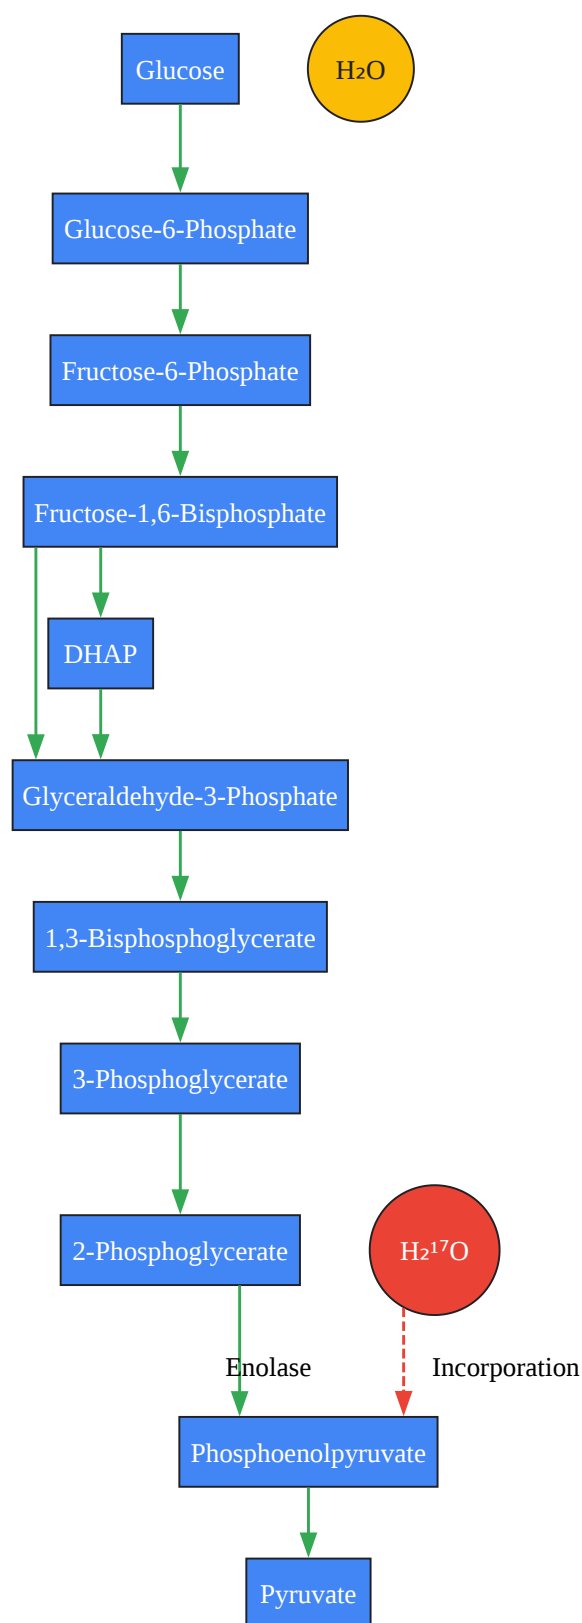 Glucose
H₂O
Glucose-6-Phosphate
Fructose-6-Phosphate
Fructose-1,6-Bisphosphate
DHAP
Glyceraldehyde-3-Phosphate
1,3-Bisphosphoglycerate
3-Phosphoglycerate
2-Phosphoglycerate
H₂¹⁷O
Enolase
Incorporation
Phosphoenolpyruvate
Pyruvate